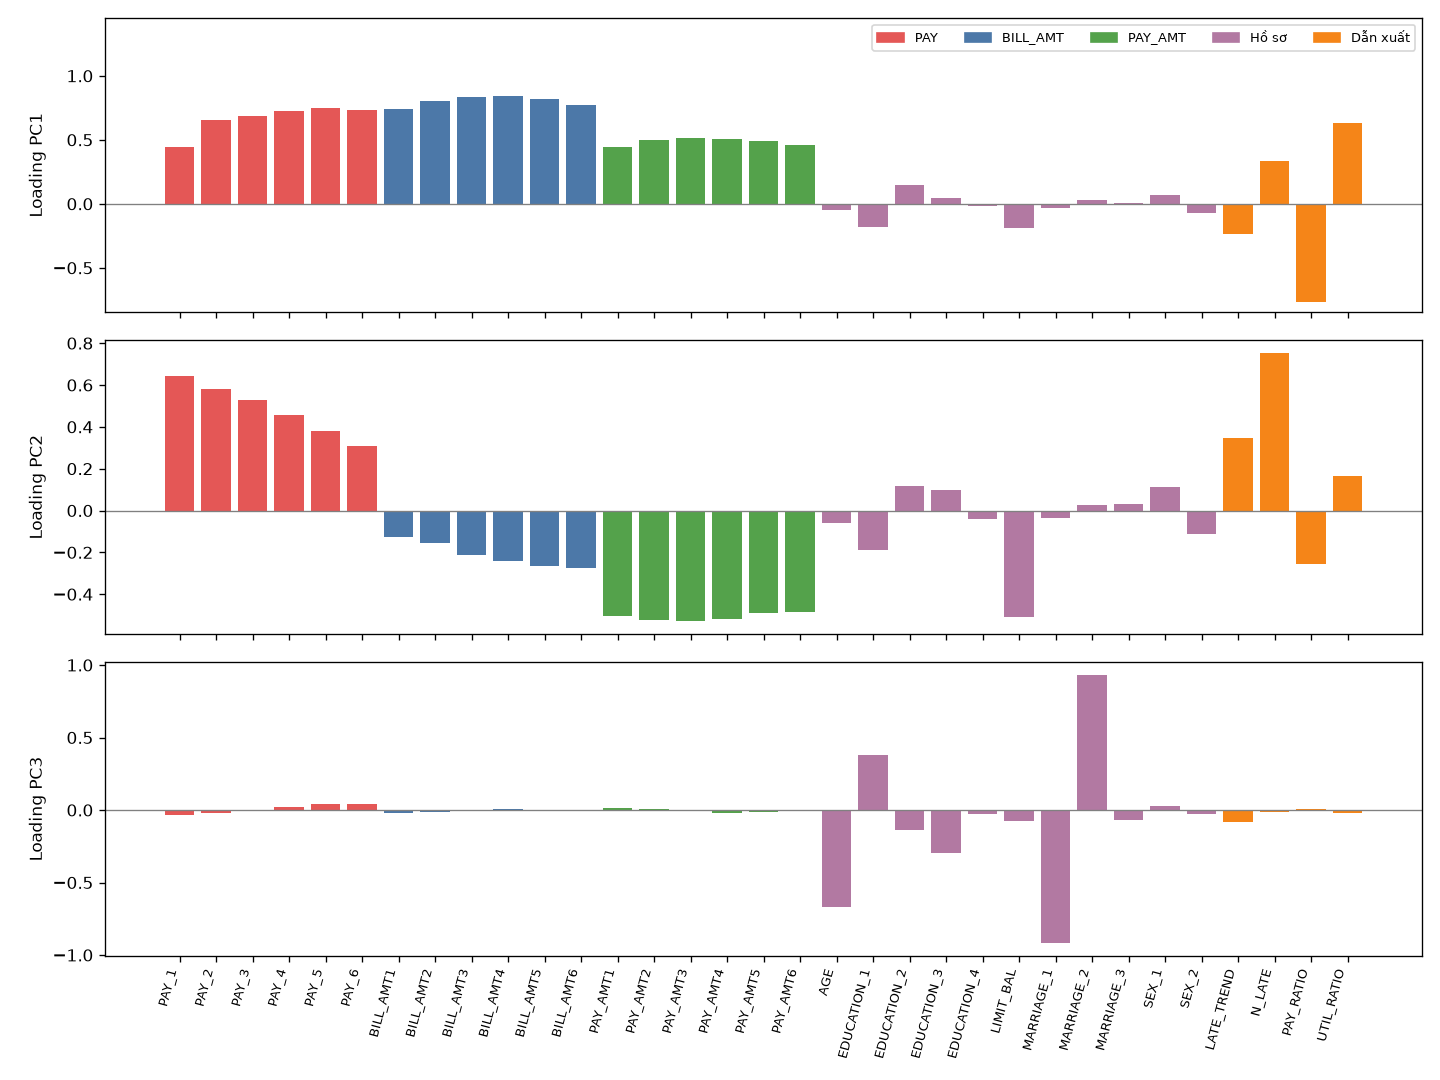 PAY BILL_AMT PAY_AMT Hồ sơ Dẫn xuất
Loading PC1
1.0
0.5
0.0
−0.5
Loading PC2
0.8
0.6
0.4
0.2
0.0
−0.2
−0.4
Loading PC3
1.0
0.5
0.0
−0.5
−1.0
PAY_1
PAY_2
PAY_3
PAY_4
PAY_5
PAY_6
BILL_AMT1
BILL_AMT2
BILL_AMT3
BILL_AMT4
BILL_AMT5
BILL_AMT6
PAY_AMT1
PAY_AMT2
PAY_AMT3
PAY_AMT4
PAY_AMT5
PAY_AMT6
AGE
EDUCATION_1
EDUCATION_2
EDUCATION_3
EDUCATION_4
LIMIT_BAL
MARRIAGE_1
MARRIAGE_2
MARRIAGE_3
SEX_1
SEX_2
LATE_TREND
N_LATE
PAY_RATIO
UTIL_RATIO